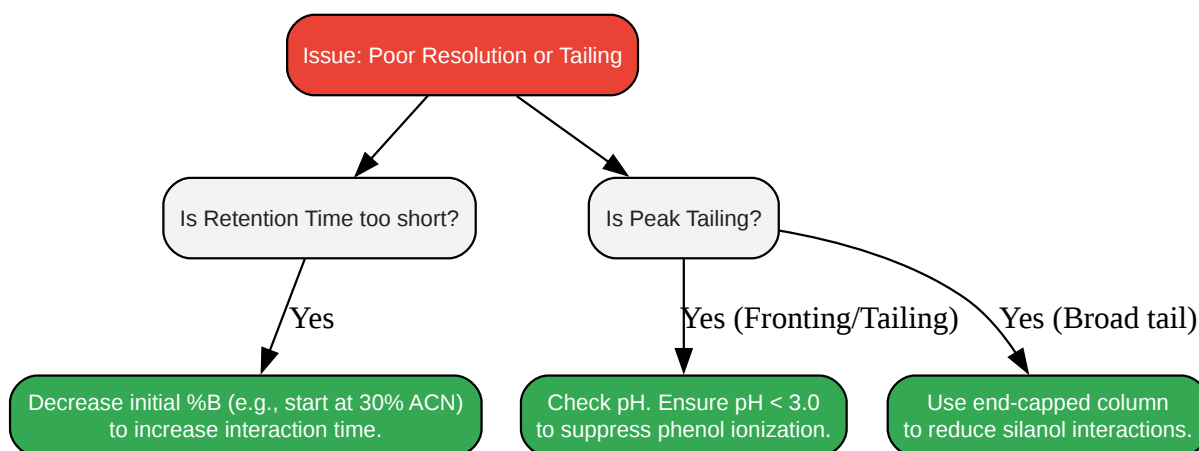 Issue: Poor Resolution or Tailing
Is Retention Time too short?
Is Peak Tailing?
Yes
Yes (Fronting/Tailing)
Yes (Broad tail)
Decrease initial %B (e.g., start at 30% ACN)
to increase interaction time.
Check pH. Ensure pH < 3.0
to suppress phenol ionization.
Use end-capped column
to reduce silanol interactions.